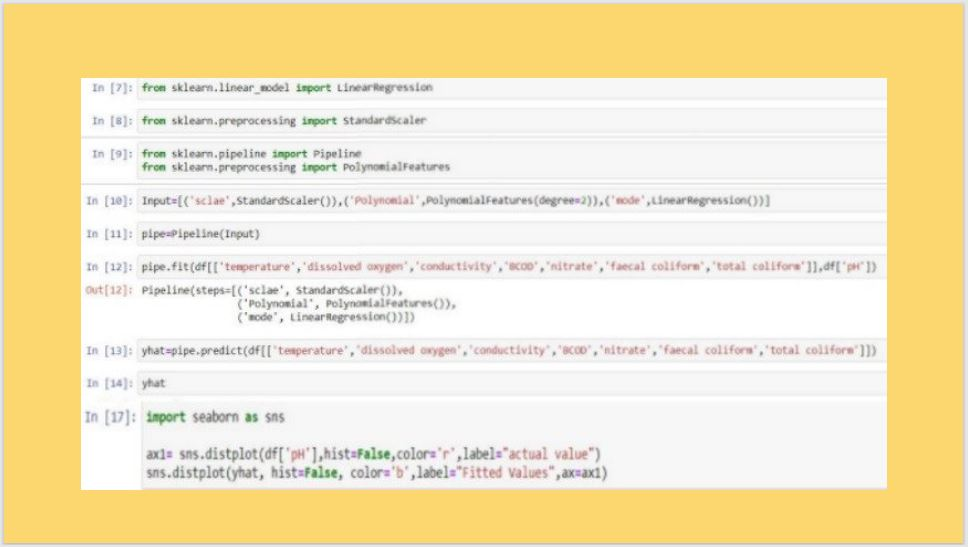 In [7]: from sklearn.linear_model import LinearRegression
In [8]: from sklearn.preprocessing import StandardScaler
In [9]: from sklearn.pipeline import Pipeline
from sklearn.preprocessing import PolynomialFeatures
In [10]: Input=[('sclae',StandardScaler()),('Polynomial',PolynomialFeatures(degree=2)),('mode',LinearRegression())]
In [11]: pipe=Pipeline(Input)
In [12]: pipe.fit(df[['temperature','dissolved oxygen','conductivity','BCOD','nitrate','faecal coliform','total coliform']],df['pH'])
Out[12]: Pipeline(steps=[('sclae', StandardScaler()),
('Polynomial', PolynomialFeatures()),
('mode', LinearRegression())])
In [13]: yhat=pipe.predict(df[['temperature','dissolved oxygen','conductivity','BCOD','nitrate','faecal coliform','total coliform']])
In [14]: yhat
In [17]: import seaborn as sns
ax1= sns.distplot(df['pH'],hist=False,color='r',label="actual value")
sns.distplot(yhat, hist=False, color='b',label="Fitted Values",ax=ax1)